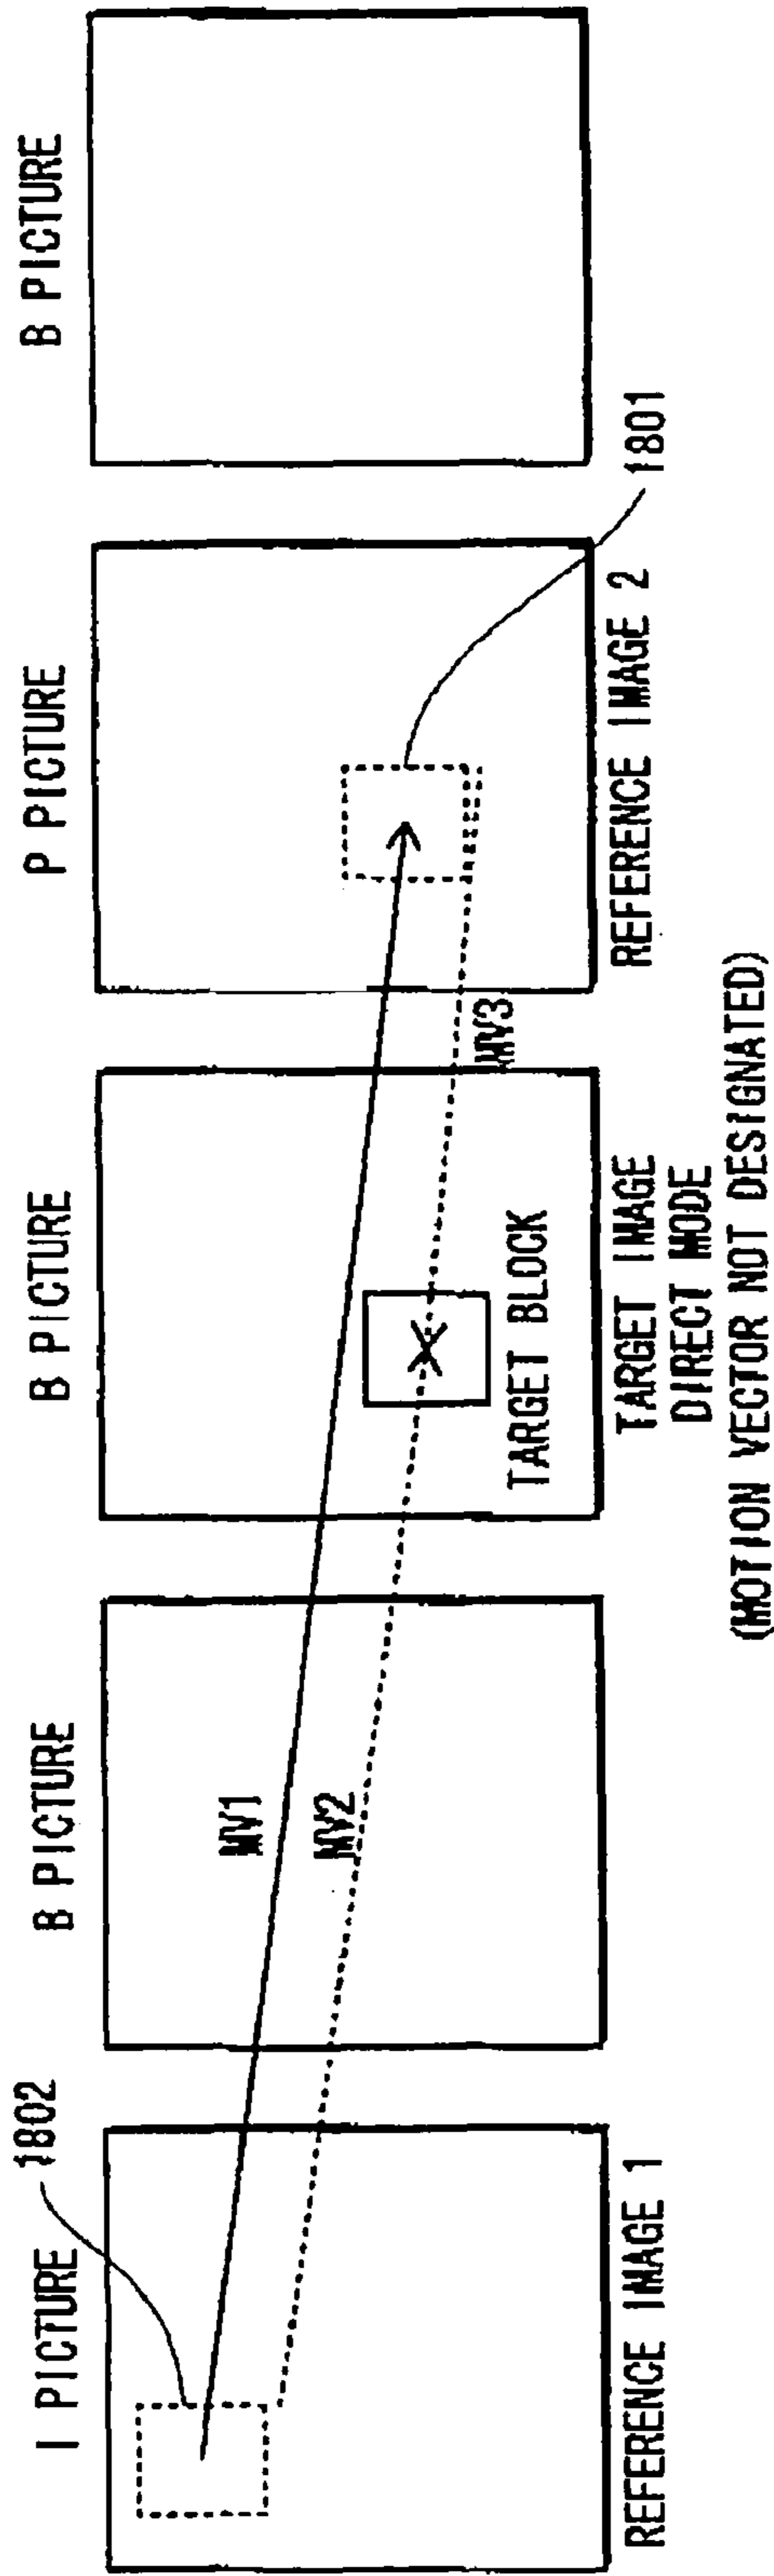 I PICTURE
B PICTURE
B PICTURE
P PICTURE
B PICTURE
1802
MV1
MV2
MV3
TARGET BLOCK
1801
REFERENCE IMAGE 1
TARGET IMAGE
DIRECT MODE
(MOTION VECTOR NOT DESIGNATED)
REFERENCE IMAGE 2